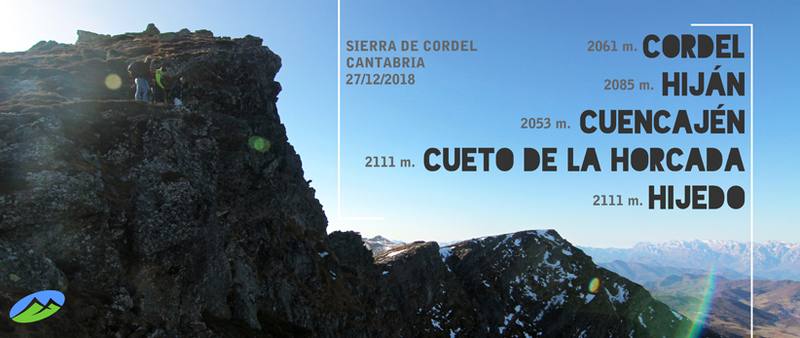 SIERRA DE CORDEL
CANTABRIA
27/12/2018
2061 m. CORDEL
2085 m. HIJÁN
2053 m. CUENCAJÉN
2111 m. CUETO DE LA HORCADA
2111 m. HIJEDO